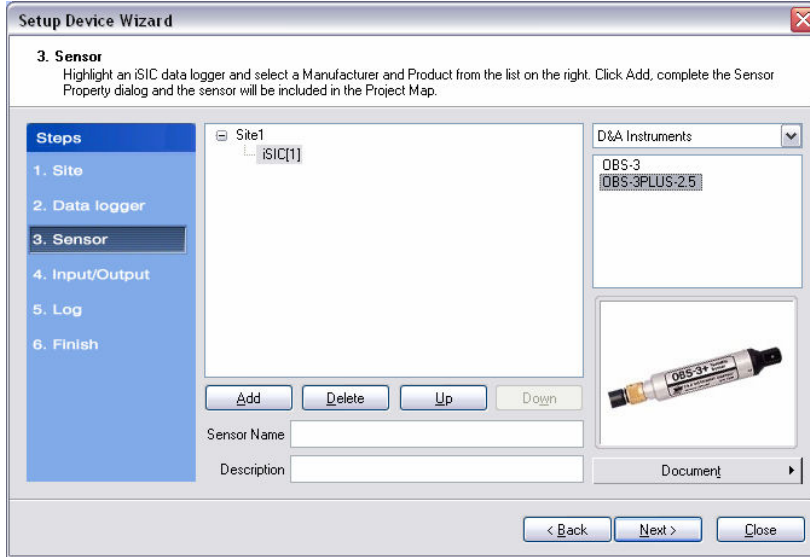 Setup Device Wizard
3. Sensor
Highlight an iSIC data logger and select a Manufacturer and Product from the list on the right. Click Add, complete the Sensor
Property dialog and the sensor will be included in the Project Map.
Steps
1. Site
2. Data logger
3. Sensor
4. Input/Output
5. Log
6. Finish
Site1
iSIC[1]
Add
Delete
Up
Down
Sensor Name
Description
D&A Instruments
OBS-3
OBS-3PLUS-2.5
OBS-3+
Document
< Back
Next >
Close